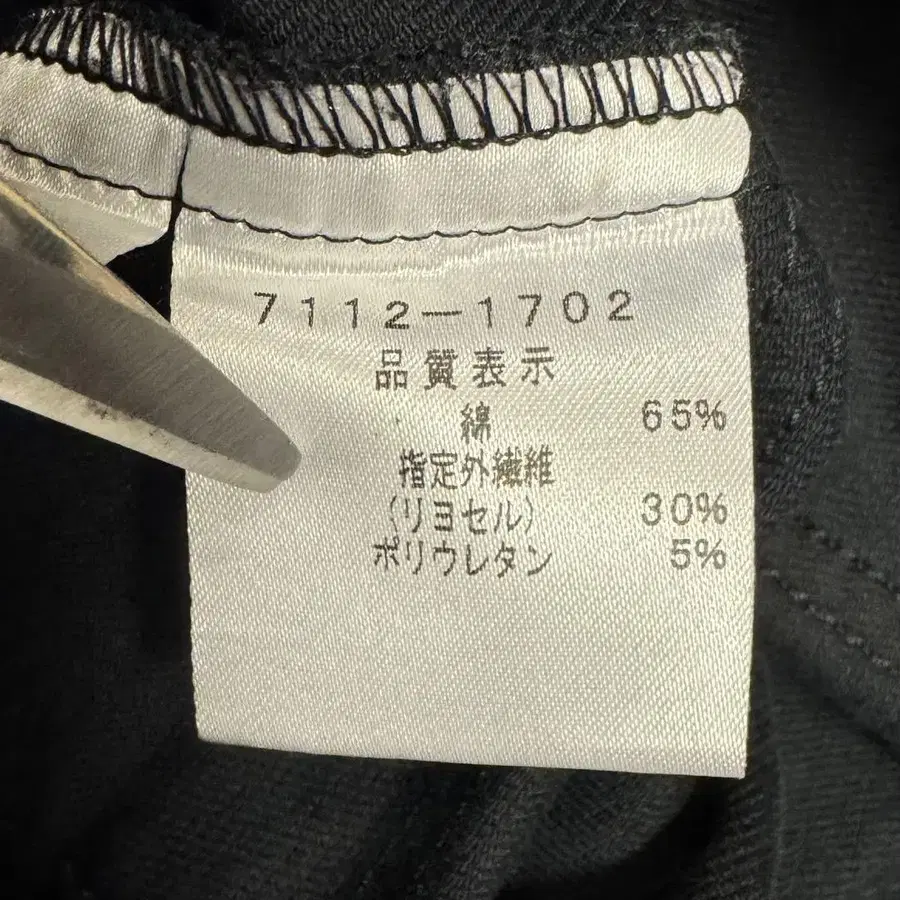 7112-1702
品質表示
綿 65%
指定外繊維
(リヨセル) 30%
ポリウレタン 5%